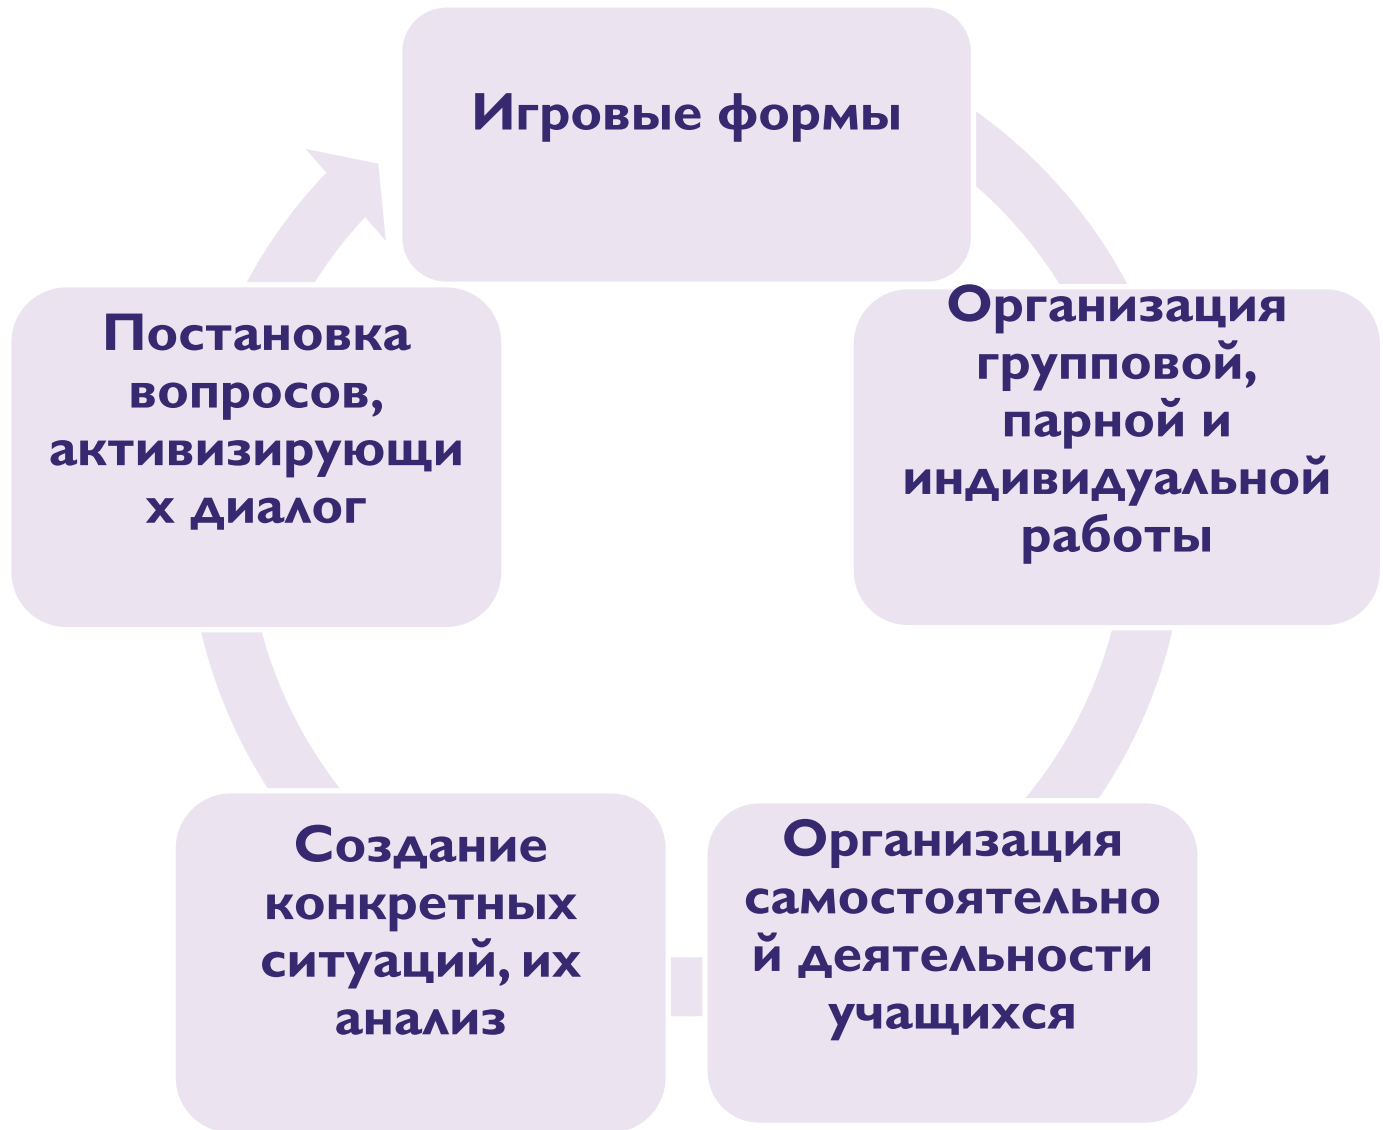 Игровые формы
Организация
групповой,
парной и
индивидуальной
работы
Организация
самостоятельно
й деятельности
учащихся
Создание
конкретных
ситуаций, их
анализ
Постановка
вопросов,
активизирующи
х диалог